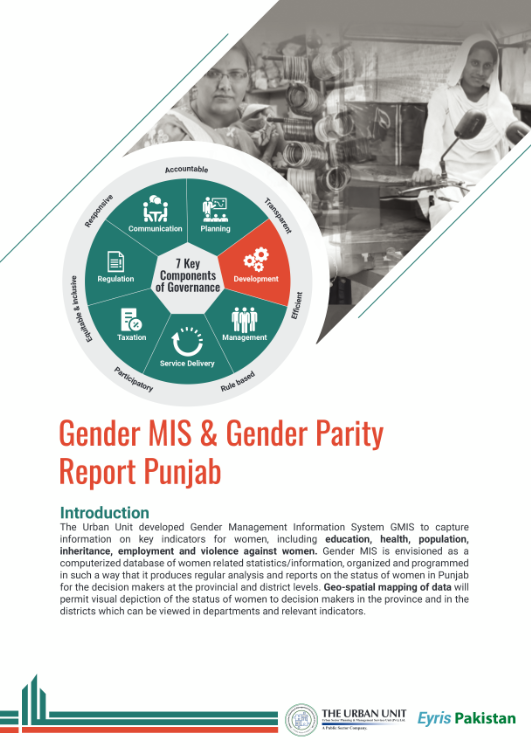 Accountable
Responsive
Transparent
Communication
Planning
7 Key
Components
of Governance
Regulation
Development
Equitable & Inclusive
Efficient
Taxation
Management
Service Delivery
Participatory
Rule based
Gender MIS & Gender Parity
Report Punjab
Introduction
The Urban Unit developed Gender Management Information System GMIS to capture
information on key indicators for women, including education, health, population,
inheritance, employment and violence against women. Gender MIS is envisioned as a
computerized database of women related statistics/information, organized and programmed
in such a way that it produces regular analysis and reports on the status of women in Punjab
for the decision makers at the provincial and district levels. Geo-spatial mapping of data will
permit visual depiction of the status of women to decision makers in the province and in the
districts which can be viewed in departments and relevant indicators.
THE URBAN UNIT
Urban Sector Planning & Management Services Unit (Pvt.) Ltd.
A Public Sector Company
Eyris Pakistan